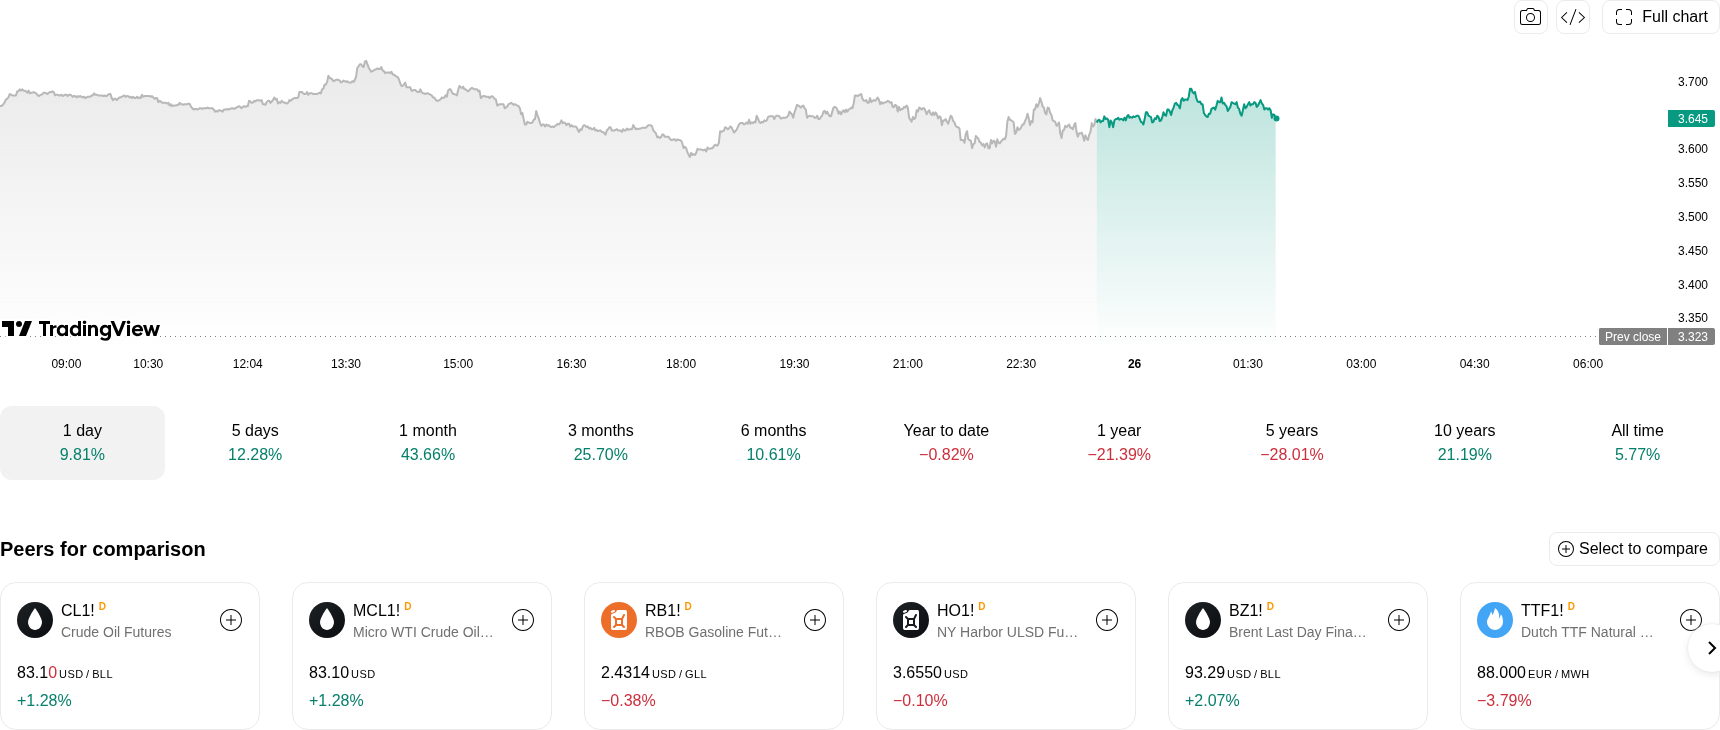 Full chart
3.700
3.645
3.600
3.550
3.500
3.450
3.400
3.350
TradingView
Prev close 3.323
09:00 10:30 12:04 13:30 15:00 16:30 18:00 19:30 21:00 22:30 26 01:30 03:00 04:30 06:00
1 day 5 days 1 month 3 months 6 months Year to date 1 year 5 years 10 years All time
9.81% 12.28% 43.66% 25.70% 10.61% −0.82% −21.39% −28.01% 21.19% 5.77%
Peers for comparison
Select to compare
CL1! D
Crude Oil Futures
83.10 USD / BLL
+1.28%
MCL1! D
Micro WTI Crude Oil…
83.10 USD
+1.28%
RB1! D
RBOB Gasoline Fut…
2.4314 USD / GLL
−0.38%
HO1! D
NY Harbor ULSD Fu…
3.6550 USD
−0.10%
BZ1! D
Brent Last Day Fina…
93.29 USD / BLL
+2.07%
TTF1! D
Dutch TTF Natural …
88.000 EUR / MWH
−3.79%